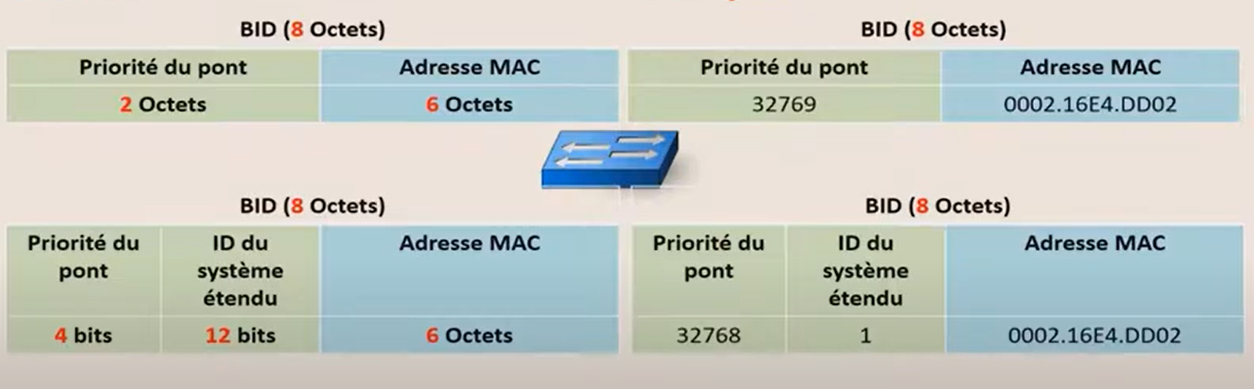 BID (8 Octets)
Priorité du pont Adresse MAC
2 Octets 6 Octets
BID (8 Octets)
Priorité du pont Adresse MAC
32769 0002.16E4.DD02
BID (8 Octets)
Priorité du pont ID du système étendu Adresse MAC
4 bits 12 bits 6 Octets
BID (8 Octets)
Priorité du pont ID du système étendu Adresse MAC
32768 1 0002.16E4.DD02